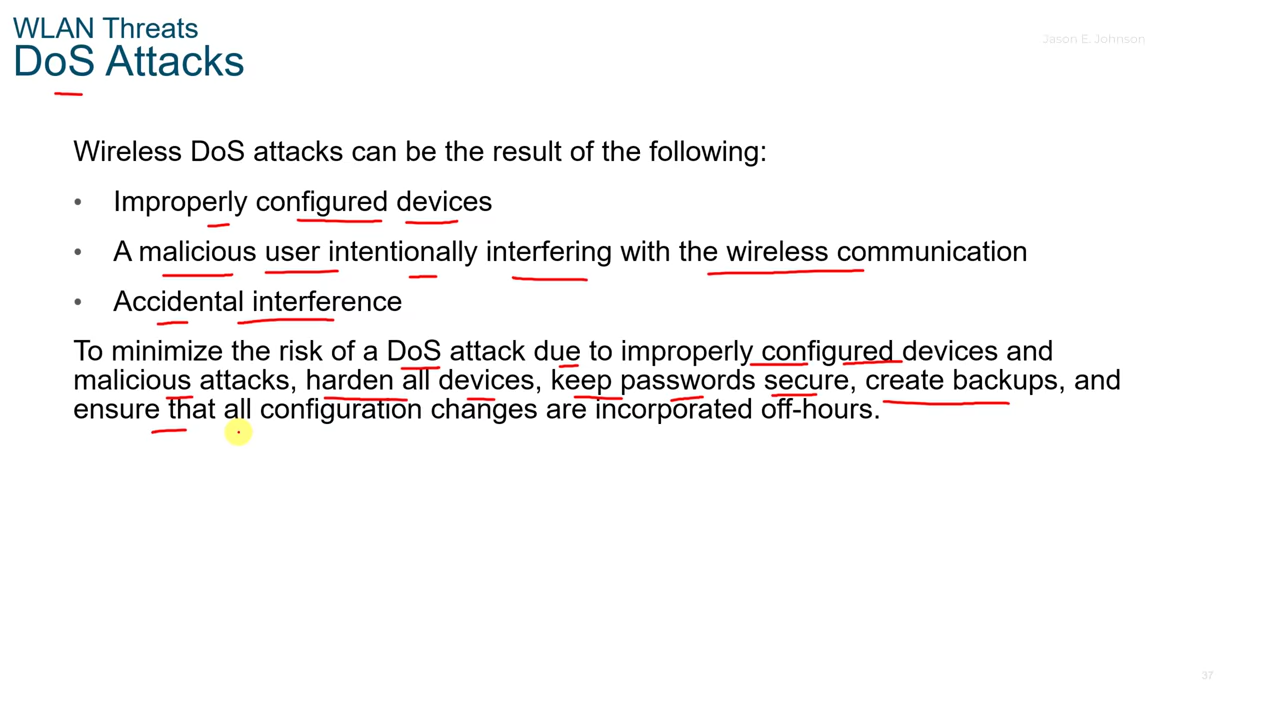 WLAN Threats
Jason E. Johnson
DoS Attacks
Wireless DoS attacks can be the result of the following:
• Improperly configured devices
• A malicious user intentionally interfering with the wireless communication
• Accidental interference
To minimize the risk of a DoS attack due to improperly configured devices and
malicious attacks, harden all devices, keep passwords secure, create backups, and
ensure that all configuration changes are incorporated off-hours.
37